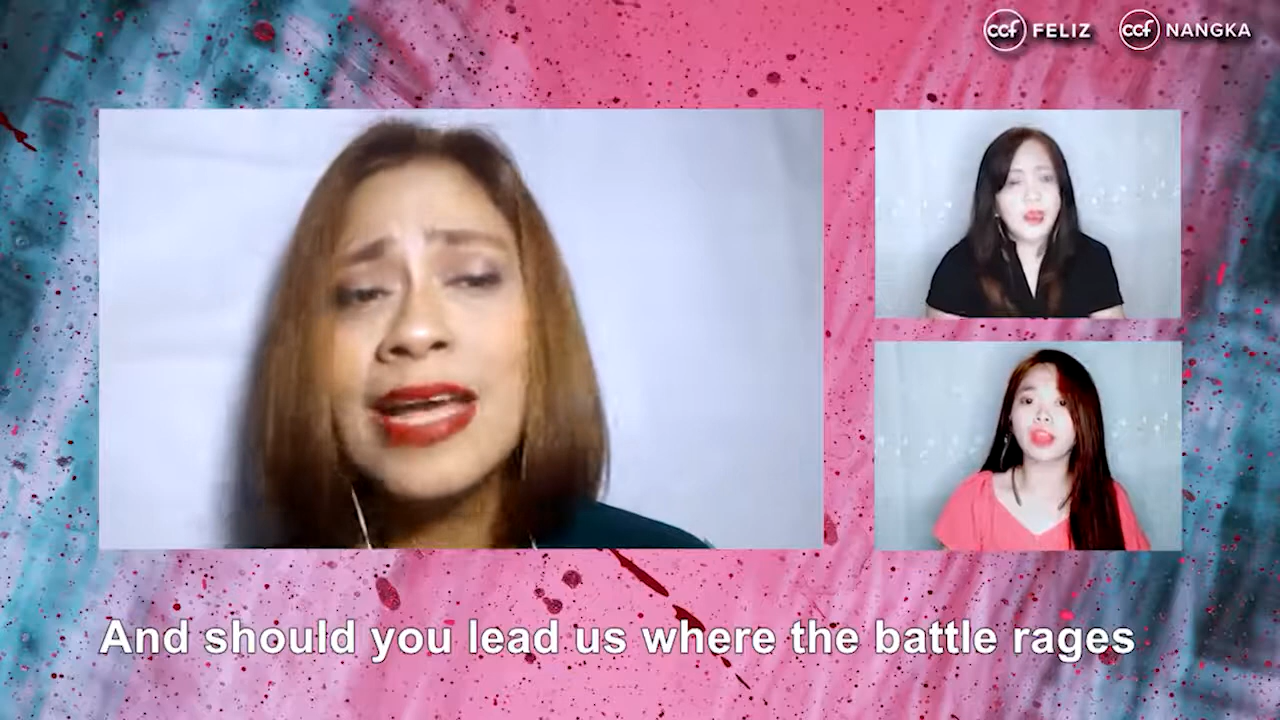 ccf FELIZ ccf NANGKA
And should you lead us where the battle rages